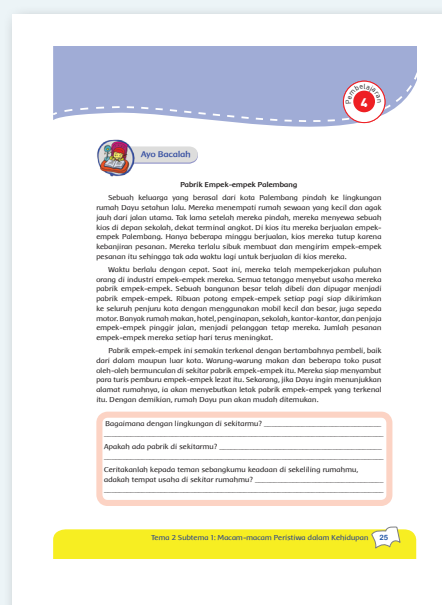 Pembelajaran
4
Ayo Bacalah
Pabrik Empek-empek Palembang
Sebuah keluarga yang berasal dari kota Palembang pindah ke lingkungan
rumah Dayu setahun lalu. Mereka menempati rumah sewaan yang kecil dan agak
jauh dari jalan utama. Tak lama setelah mereka pindah, mereka menyewa sebuah
kios di depan sekolah, dekat terminal angkot. Di kios itu mereka berjualan empek-
empek Palembang. Hanya beberapa minggu berjualan, kios mereka tutup karena
kebanjiran pesanan. Mereka terlalu sibuk membuat dan mengirim empek-empek
pesanan itu sehingga tak ada waktu lagi untuk berjualan di kios mereka.
Waktu berlalu dengan cepat. Saat ini, mereka telah mempekerjakan puluhan
orang di industri empek-empek mereka. Semua tetangga menyebut usaha mereka
pabrik empek-empek. Sebuah bangunan besar telah dibeli dan dipugar menjadi
pabrik empek-empek. Ribuan potong empek-empek setiap pagi siap dikirimkan
ke seluruh penjuru kota dengan menggunakan mobil kecil dan besar, juga sepeda
motor. Banyak rumah makan, hotel, penginapan, sekolah, kantor-kantor, dan penjaja
empek-empek pinggir jalan, menjadi pelanggan tetap mereka. Jumlah pesanan
empek-empek mereka setiap hari terus meningkat.
Pabrik empek-empek ini semakin terkenal dengan bertambahnya pembeli, baik
dari dalam maupun luar kota. Warung-warung makan dan beberapa toko pusat
oleh-oleh bermunculan di sekitar pabrik empek-empek itu. Mereka siap menyambut
para turis pemburu empek-empek lezat itu. Sekarang, jika Dayu ingin menunjukkan
alamat rumahnya, ia akan menyebutkan letak pabrik empek-empek yang terkenal
itu. Dengan demikian, rumah Dayu pun akan mudah ditemukan.
Bagaimana dengan lingkungan di sekitarmu?
Apakah ada pabrik di sekitarmu?
Ceritakanlah kepada teman sebangkumu keadaan di sekeliling rumahmu,
adakah tempat usaha di sekitar rumahmu?
Tema 2 Subtema 1: Macam-macam Peristiwa dalam Kehidupan
25